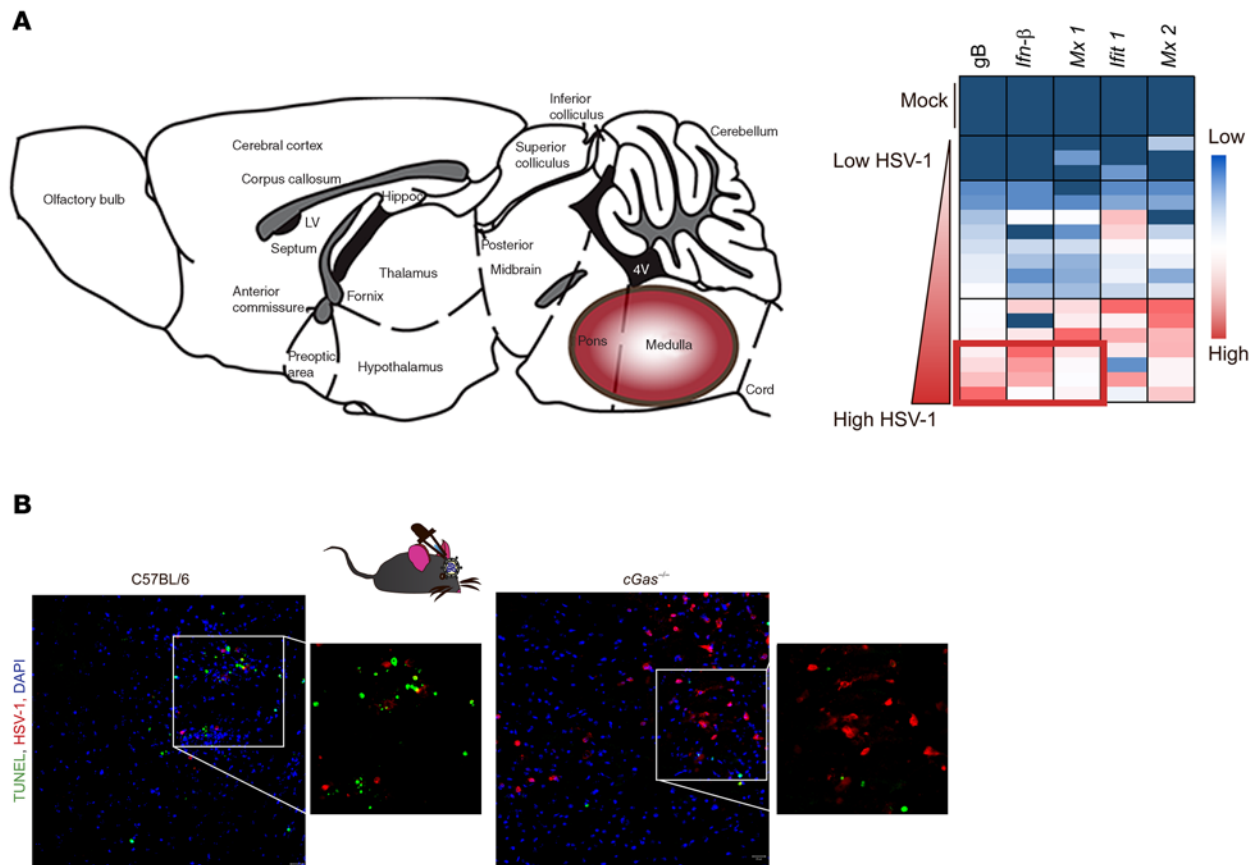 A
Olfactory bulb
Cerebral cortex
Corpus callosum
LV
Septum
Hippoc
Anterior
commissure
Fornix
Preoptic
area
Thalamus
Hypothalamus
Posterior
Midbrain
Superior
colliculus
Inferior
colliculus
Cerebellum
4V
Pons
Medulla
Cord
gB
Ifn-β
Mx 1
Ifit 1
Mx 2
Mock
Low HSV-1
High HSV-1
Low
High
B
C57BL/6
cGas–/–
TUNEL, HSV-1, DAPI